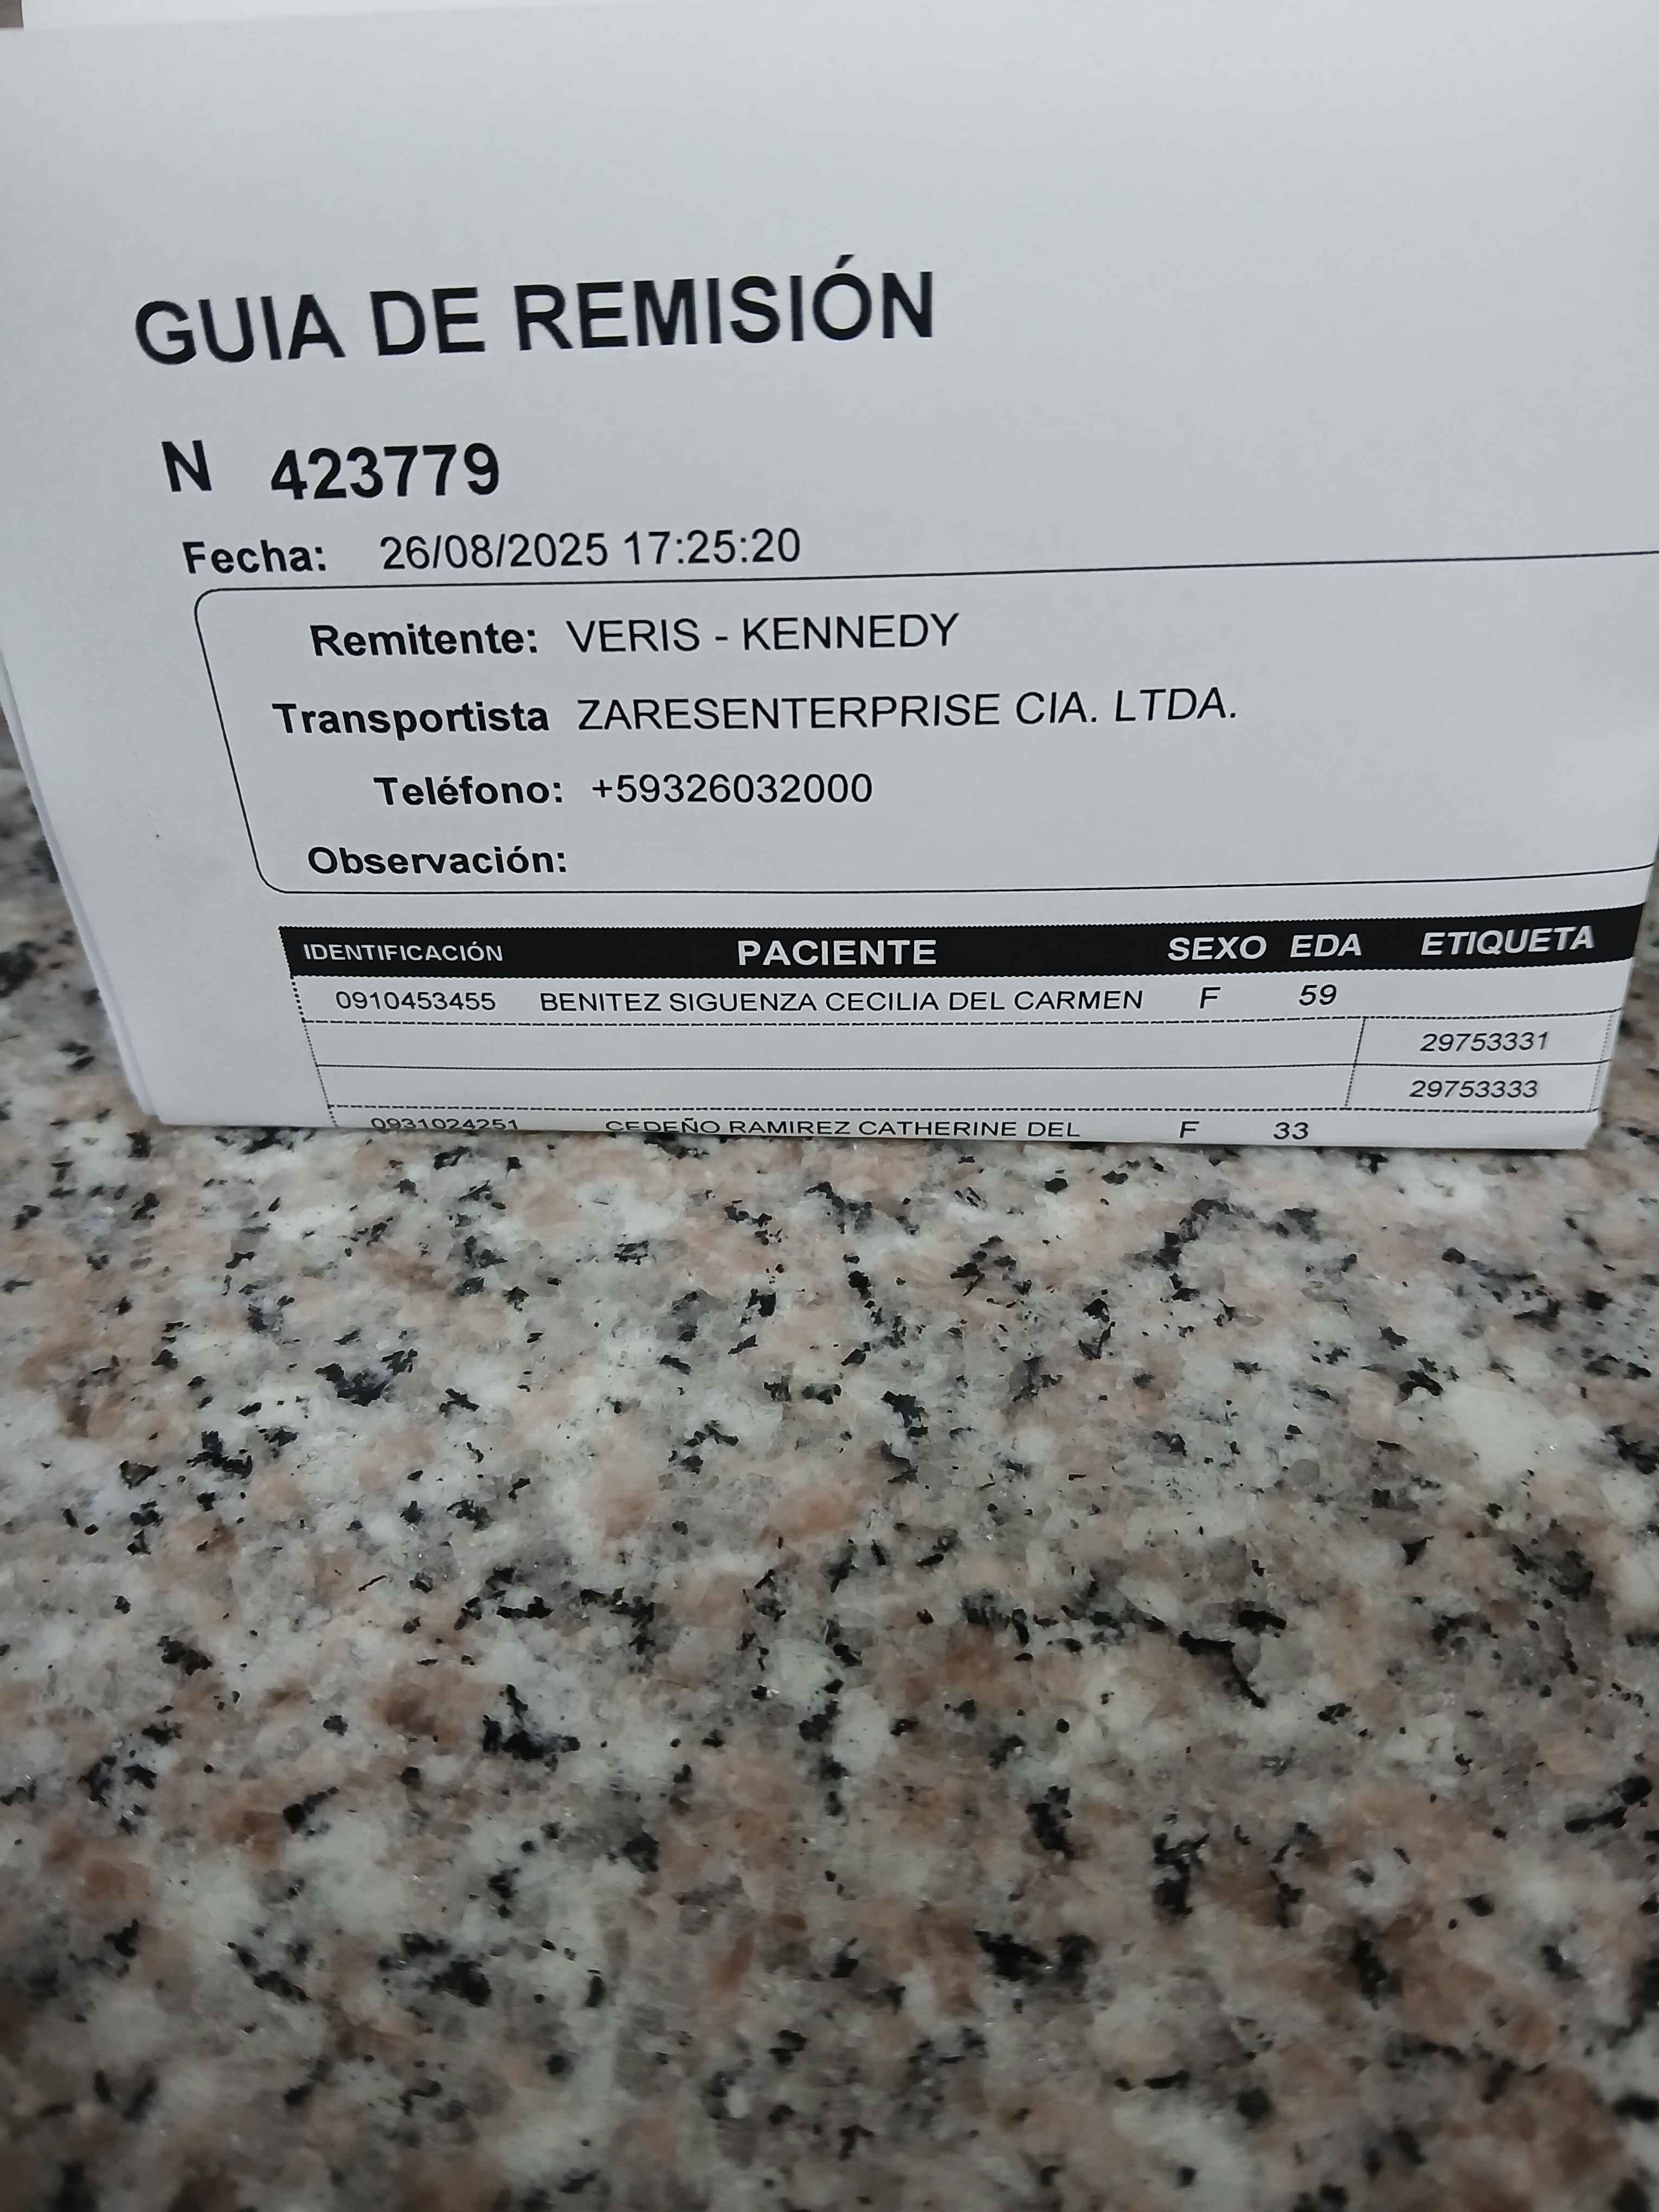 GUIA DE REMISIÓN
N 423779
Fecha: 26/08/2025 17:25:20
Remitente: VERIS - KENNEDY
Transportista ZARESENTERPRISE CIA. LTDA.
Teléfono: +59326032000
Observación:
IDENTIFICACIÓN PACIENTE SEXO EDA ETIQUETA
0910453455 BENITEZ SIGUENZA CECILIA DEL CARMEN F 59
29753331
29753333
0931024251 CEDEÑO RAMIREZ CATHERINE DEL F 33